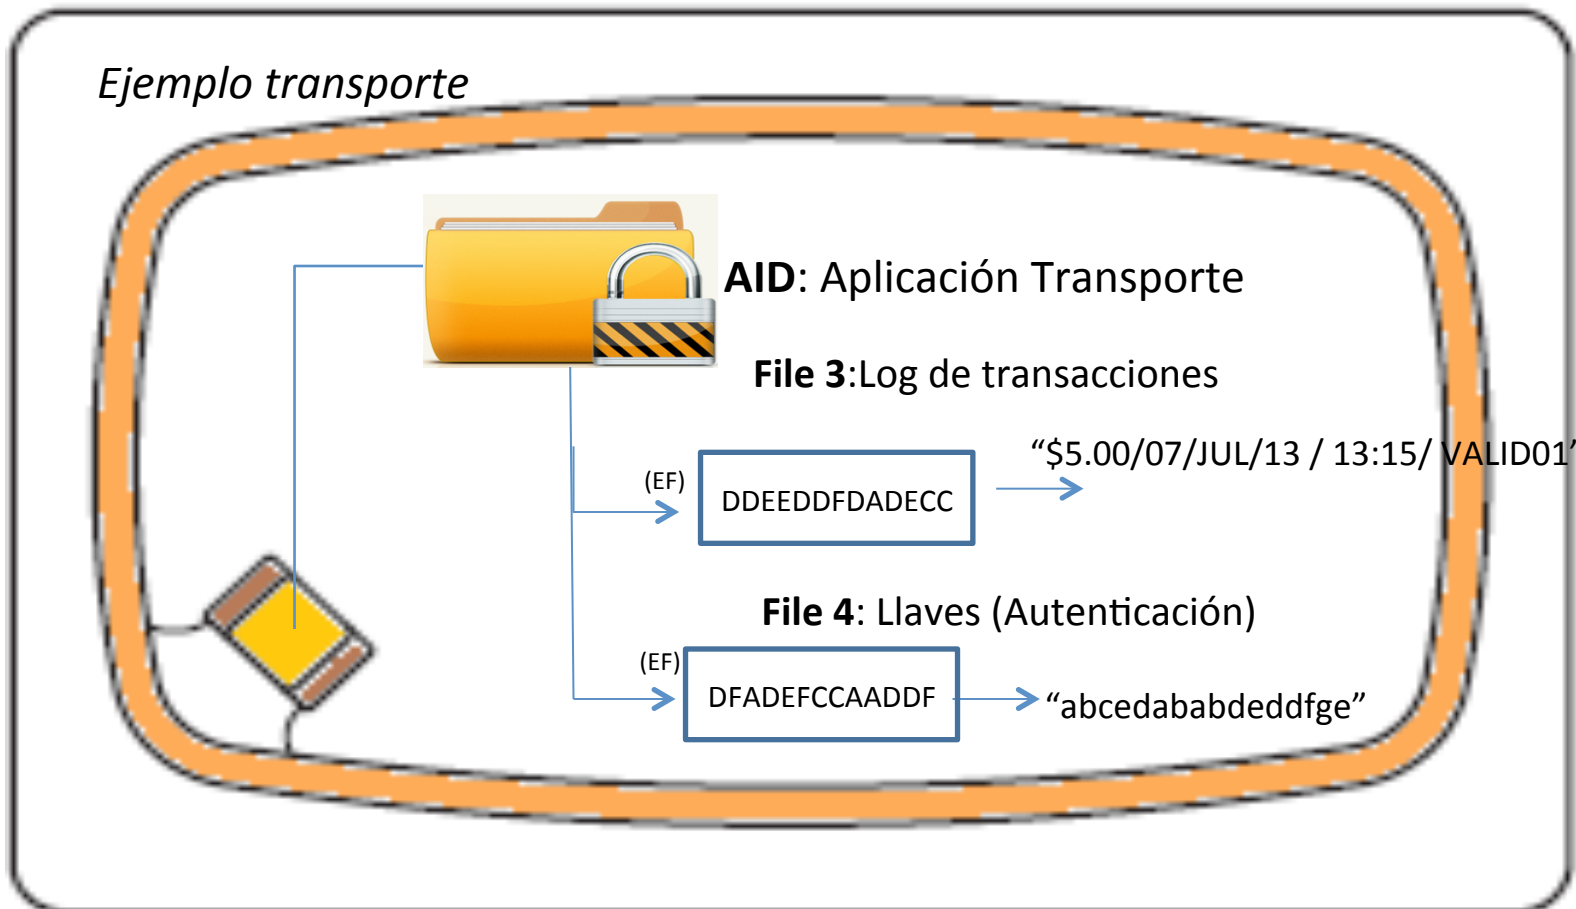 Ejemplo transporte
AID: Aplicación Transporte
File 3:Log de transacciones
“$5.00/07/JUL/13 / 13:15/ VALID01”
(EF)
DDEEDDFDADECC
File 4: Llaves (Autenticación)
(EF)
DFADEFCCAADDF
“abcedababdeddfge”